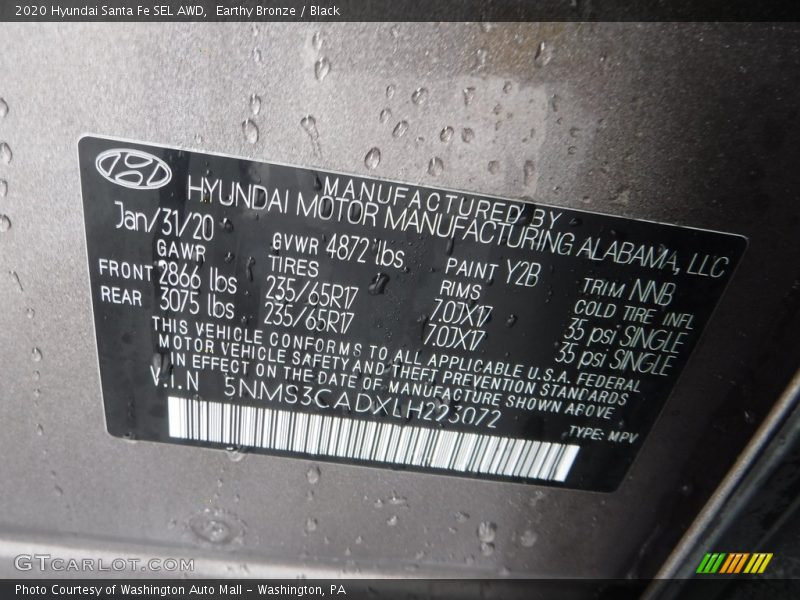 2020 Hyundai Santa Fe SEL AWD, Earthy Bronze / Black
MANUFACTURED BY
HYUNDAI MOTOR MANUFACTURING ALABAMA, LLC
Jan/31/20 GVWR 4872 lbs PAINT Y2B TRIM NNB
GAWR TIRES RIMS COLD TIRE INFL
FRONT 2866 lbs 235/65R17 7.0JX17 35 psi SINGLE
REAR 3075 lbs 235/65R17 7.0JX17 35 psi SINGLE
THIS VEHICLE CONFORMS TO ALL APPLICABLE U.S.A. FEDERAL
MOTOR VEHICLE SAFETY AND THEFT PREVENTION STANDARDS
IN EFFECT ON THE DATE OF MANUFACTURE SHOWN ABOVE
V.I.N 5NMS3CADXLH223072
TYPE: MPV
GTCARLOT.COM
Photo Courtesy of Washington Auto Mall - Washington, PA